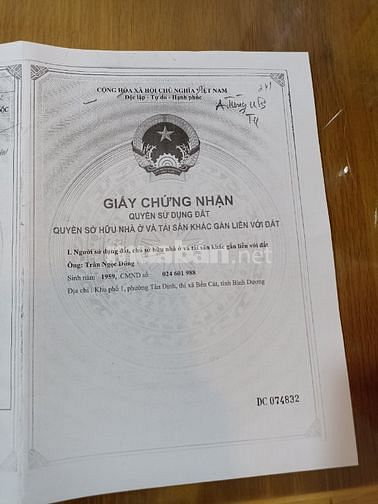 CỘNG HÒA XÃ HỘI CHỦ NGHĨA VIỆT NAM
Độc lập - Tự do - Hạnh phúc
GIẤY CHỨNG NHẬN
QUYỀN SỬ DỤNG ĐẤT
QUYỀN SỞ HỮU NHÀ Ở VÀ TÀI SẢN KHÁC GẮN LIỀN VỚI ĐẤT
I. Người sử dụng đất, chủ sở hữu nhà ở và tài sản khác gắn liền với đất
Ông: Trần Ngọc Dũng
Sinh năm : 1959, CMND số: 024 601 988
Địa chỉ : Khu phố 1, phường Tân Định, thị xã Bến Cát, tỉnh Bình Dương
DC 074832